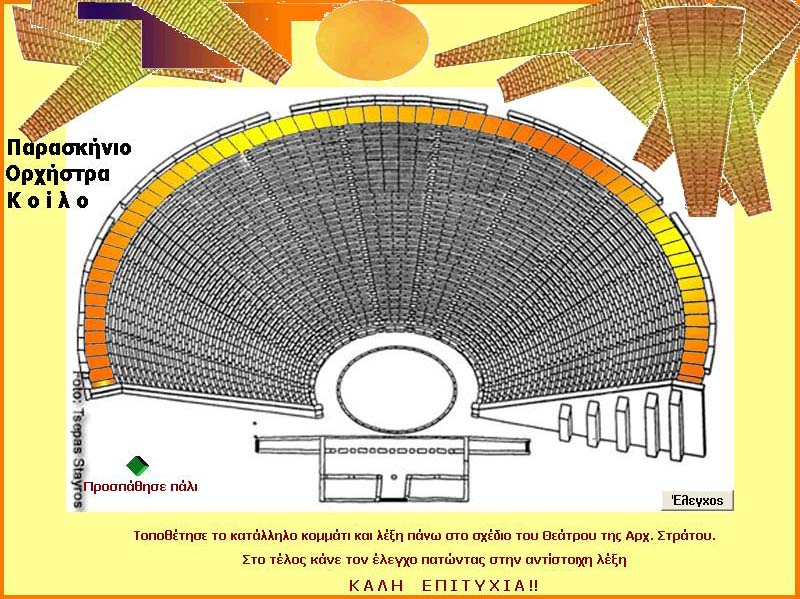 Παρασκήνιο
Ορχήστρα
Κ ο ί λ ο
Foto: Tsepas Stayros
Προσπάθησε πάλι
Έλεγχος
Τοποθέτησε το κατάλληλο κομμάτι και λέξη πάνω στο σχέδιο του Θεάτρου της Αρχ. Στράτου.
Στο τέλος κάνε τον έλεγχο πατώντας στην αντίστοιχη λέξη
Κ Α Λ Η Ε Π Ι Τ Υ Χ Ι Α !!